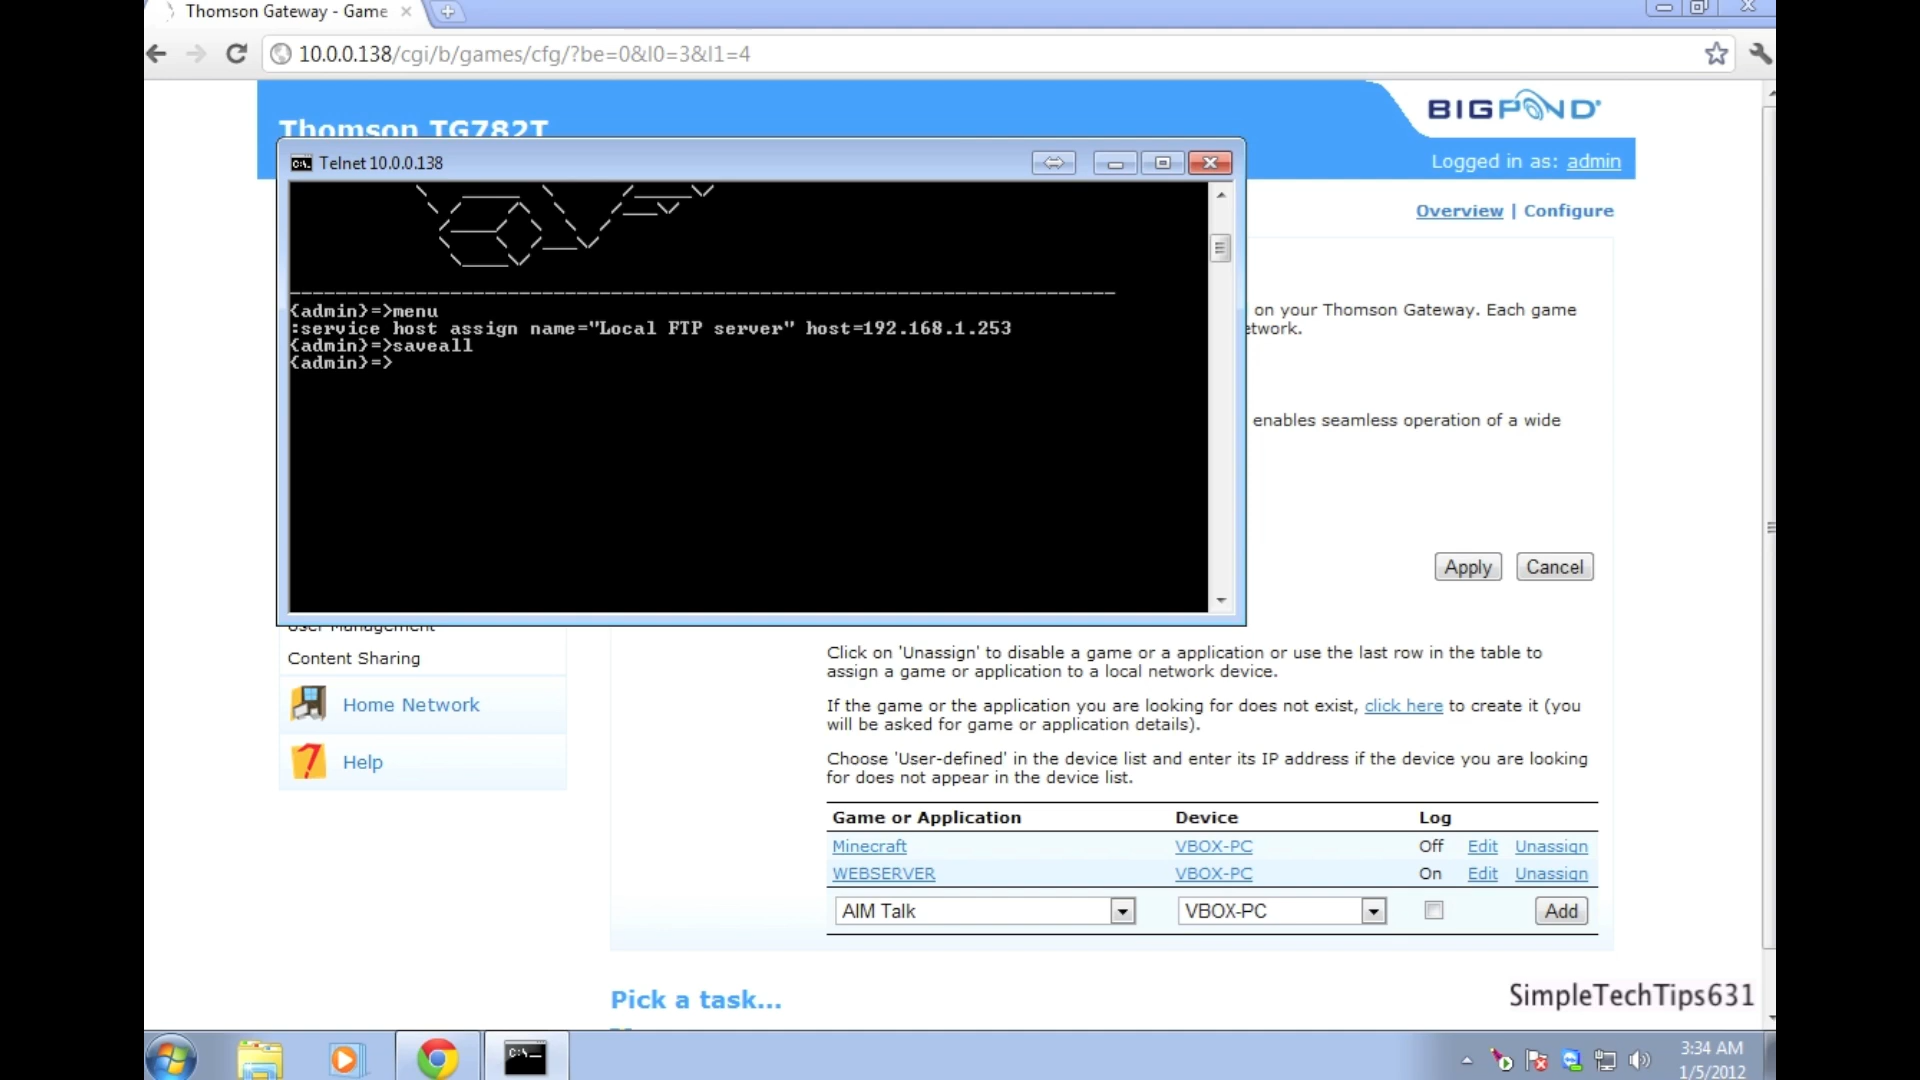 Thomson Gateway - Game
10.0.0.138/cgi/b/games/cfg/?be=0&l0=3&l1=4
Thomson TG782T
BIGPOND
Logged in as: admin
Overview | Configure
Telnet 10.0.0.138
{admin}=>menu
:service host assign name="Local FTP server" host=192.168.1.253
{admin}=>saveall
{admin}=>
on your Thomson Gateway. Each game
etwork.
enables seamless operation of a wide
Apply Cancel
User Management
Content Sharing
Home Network
Help
Click on 'Unassign' to disable a game or a application or use the last row in the table to
assign a game or application to a local network device.
If the game or the application you are looking for does not exist, click here to create it (you
will be asked for game or application details).
Choose 'User-defined' in the device list and enter its IP address if the device you are looking
for does not appear in the device list.
Game or Application Device Log
Minecraft VBOX-PC Off Edit Unassign
WEBSERVER VBOX-PC On Edit Unassign
AIM Talk VBOX-PC Add
Pick a task...
SimpleTechTips631
3:34 AM
1/5/2012